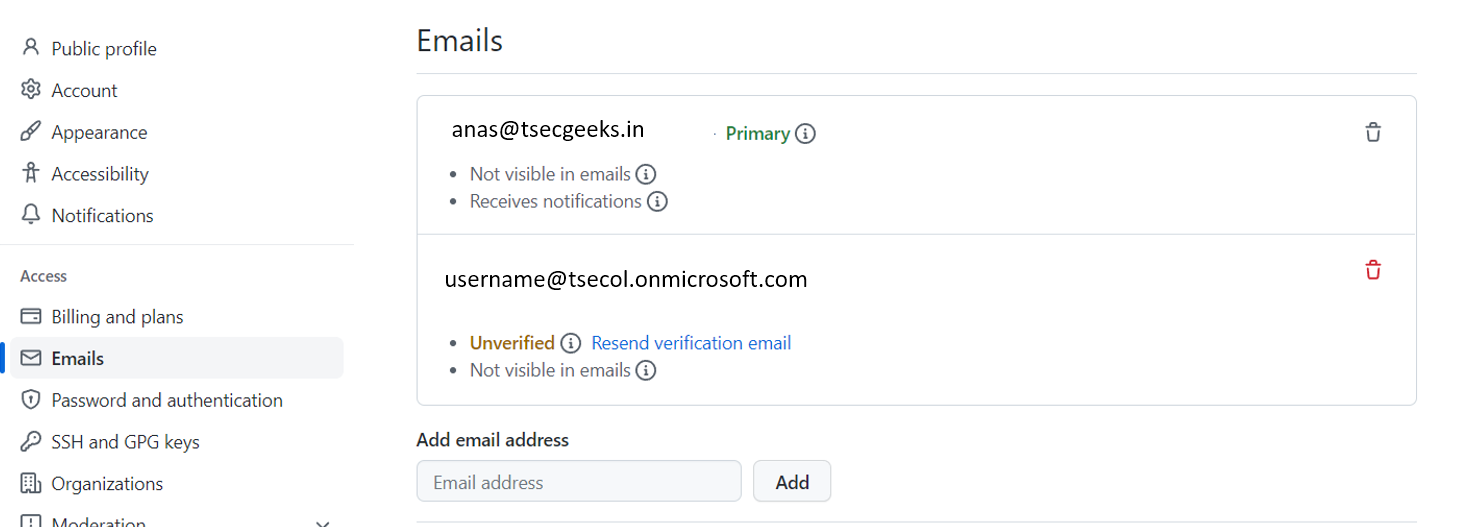 Public profile
Account
Appearance
Accessibility
Notifications
Access
Billing and plans
Emails
Password and authentication
SSH and GPG keys
Organizations
Moderation
Emails
anas@tsecgeeks.in · Primary
Not visible in emails
Receives notifications
username@tsecol.onmicrosoft.com
Unverified Resend verification email
Not visible in emails
Add email address
Email address Add